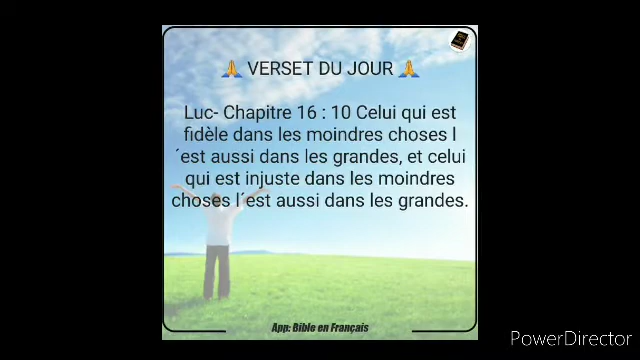 🙏 VERSET DU JOUR 🙏
Luc- Chapitre 16 : 10 Celui qui est
fidèle dans les moindres choses l
´est aussi dans les grandes, et celui
qui est injuste dans les moindres
choses l´est aussi dans les grandes.
App: Bible en Français
PowerDirector